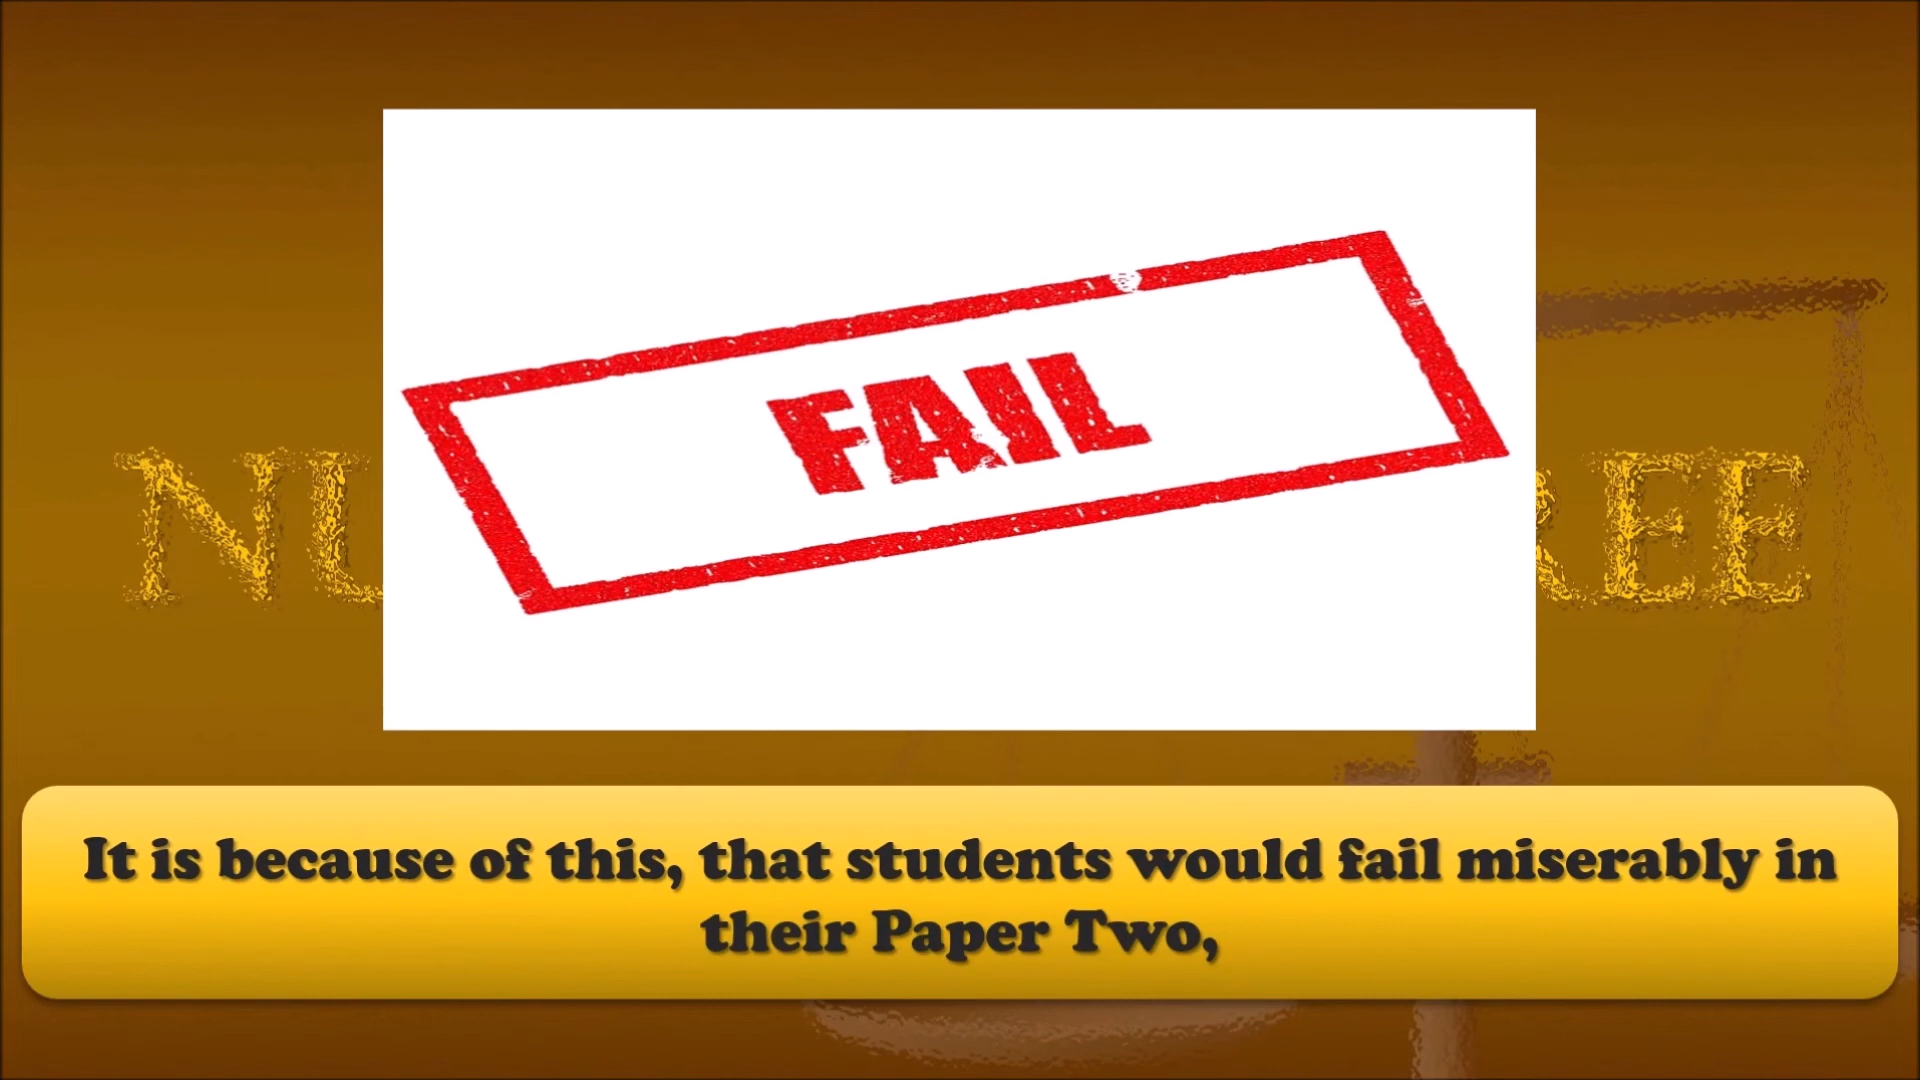 FAIL
It is because of this, that students would fail miserably in
their Paper Two,